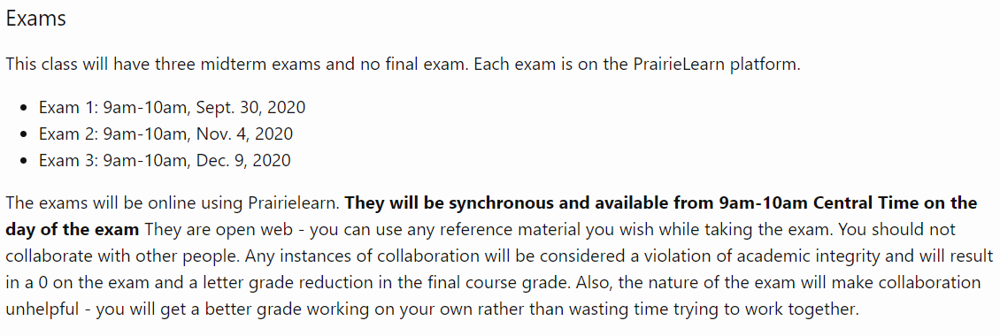 Exams
This class will have three midterm exams and no final exam. Each exam is on the PrairieLearn platform.
• Exam 1: 9am-10am, Sept. 30, 2020
• Exam 2: 9am-10am, Nov. 4, 2020
• Exam 3: 9am-10am, Dec. 9, 2020
The exams will be online using Prairielearn. They will be synchronous and available from 9am-10am Central Time on the
day of the exam They are open web - you can use any reference material you wish while taking the exam. You should not
collaborate with other people. Any instances of collaboration will be considered a violation of academic integrity and will result
in a 0 on the exam and a letter grade reduction in the final course grade. Also, the nature of the exam will make collaboration
unhelpful - you will get a better grade working on your own rather than wasting time trying to work together.